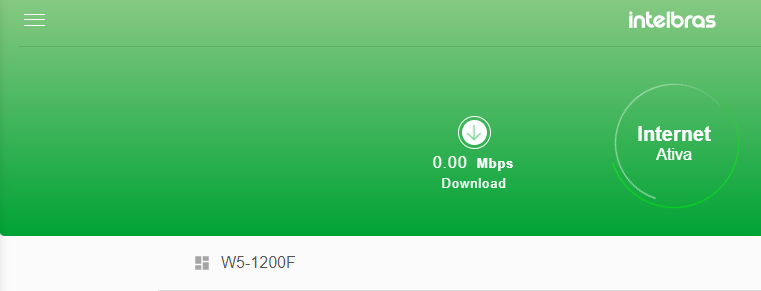 intelbras
Internet
Ativa
0.00 Mbps
Download
W5-1200F